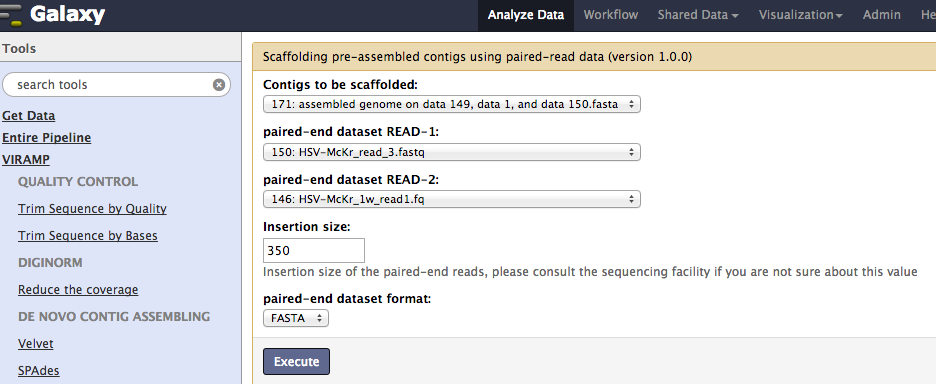 Galaxy
Analyze Data Workflow Shared Data Visualization Admin He
Tools
search tools
Get Data
Entire Pipeline
VIRAMP
QUALITY CONTROL
Trim Sequence by Quality
Trim Sequence by Bases
DIGINORM
Reduce the coverage
DE NOVO CONTIG ASSEMBLING
Velvet
SPAdes
Scaffolding pre-assembled contigs using paired-read data (version 1.0.0)
Contigs to be scaffolded:
171: assembled genome on data 149, data 1, and data 150.fasta
paired-end dataset READ-1:
150: HSV-McKr_read_3.fastq
paired-end dataset READ-2:
146: HSV-McKr_1w_read1.fq
Insertion size:
350
Insertion size of the paired-end reads, please consult the sequencing facility if you are not sure about this value
paired-end dataset format:
FASTA
Execute